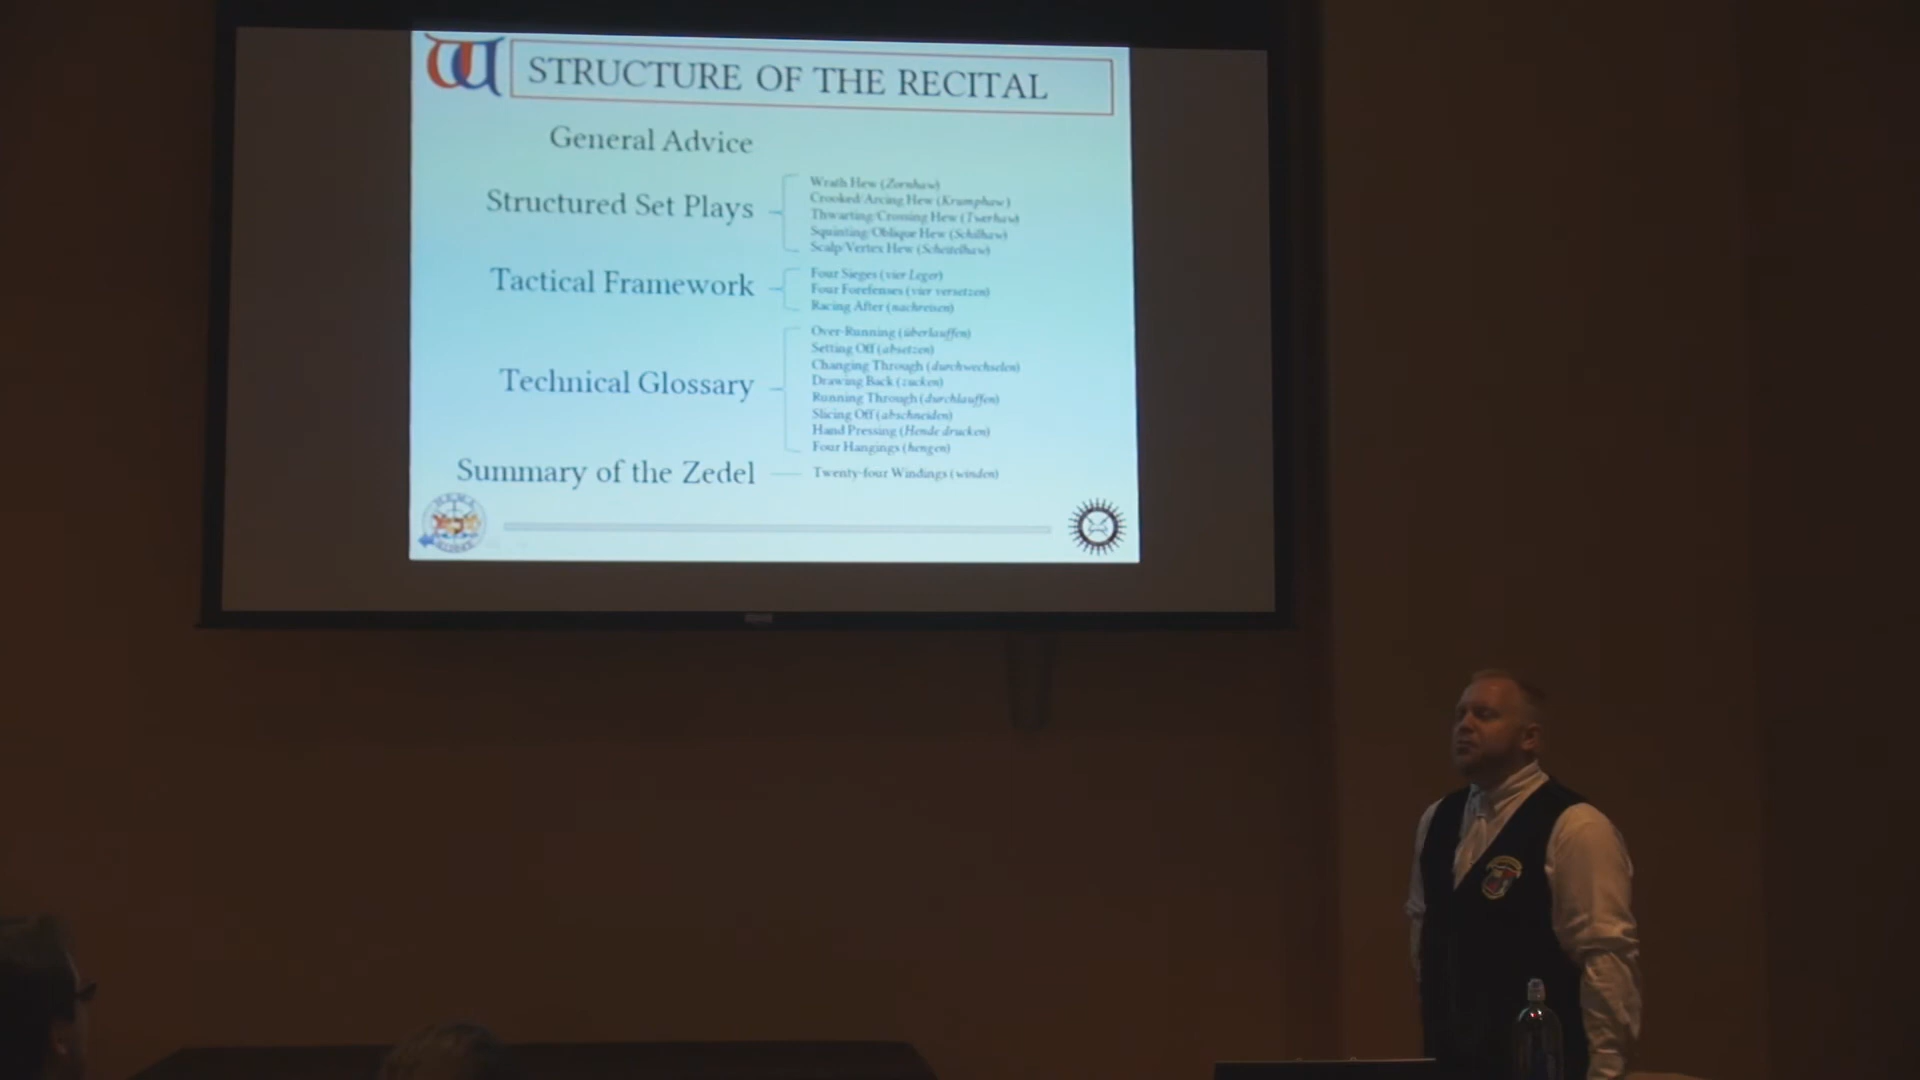 STRUCTURE OF THE RECITAL
General Advice
Structured Set Plays
Wrath Hew (Zornhaw)
Crooked/Arcing Hew (Krumphaw)
Thwarting/Crossing Hew (Twerhaw)
Squinting/Oblique Hew (Schilhaw)
Scalp/Vertex Hew (Scheitelhaw)
Tactical Framework
Four Sieges (vier Leger)
Four Forefenses (vier versetzen)
Racing After (nachreisen)
Technical Glossary
Over-Running (überlauffen)
Setting Off (absetzen)
Changing Through (durchwechselen)
Drawing Back (zucken)
Running Through (durchlauffen)
Slicing Off (abschneiden)
Hand Pressing (Hende drucken)
Four Hangings (hengen)
Summary of the Zedel
Twenty-four Windings (winden)